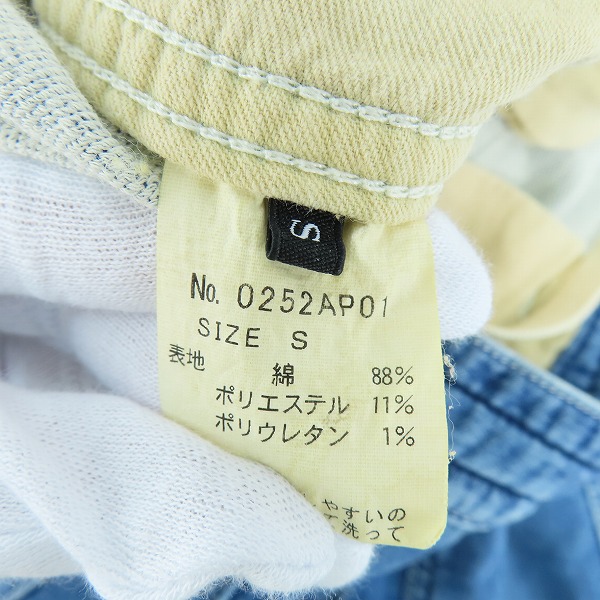 S
No. 0252AP01
SIZE S
表地 綿 88%
ポリエステル 11%
ポリウレタン 1%
やすいの
洗って